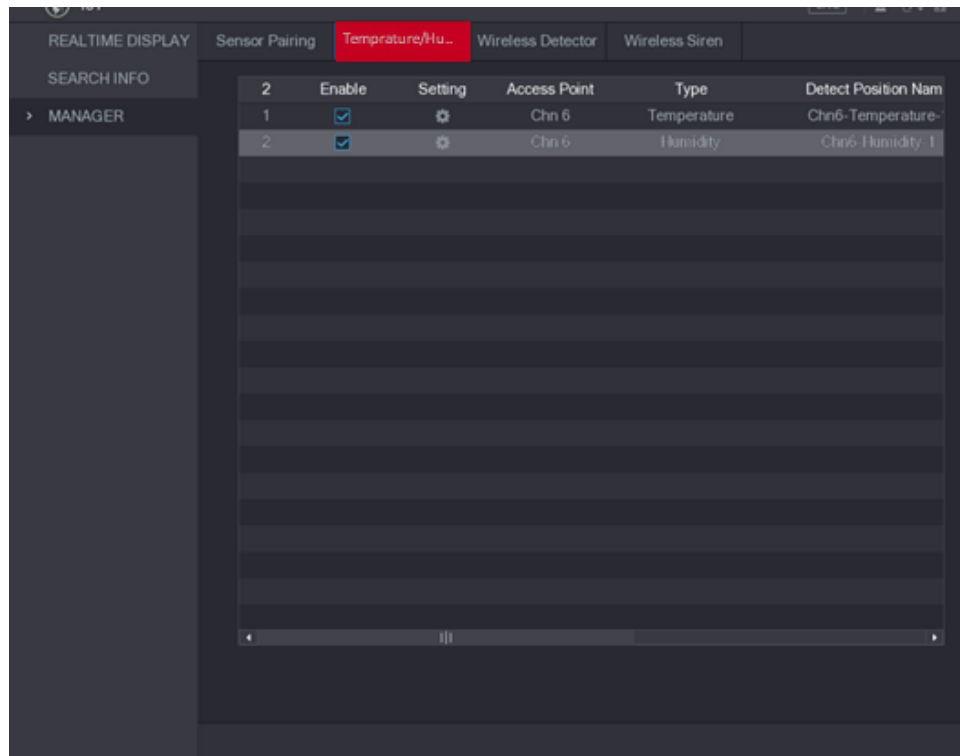 REALTIME DISPLAY
SEARCH INFO
MANAGER
Sensor Pairing Temprature/Hu... Wireless Detector Wireless Siren
2 Enable Setting Access Point Type Detect Position Nam
1 Chn 6 Temperature Chn6-Temperature-
2 Chn 6 Humidity Chn6-Humidity-1